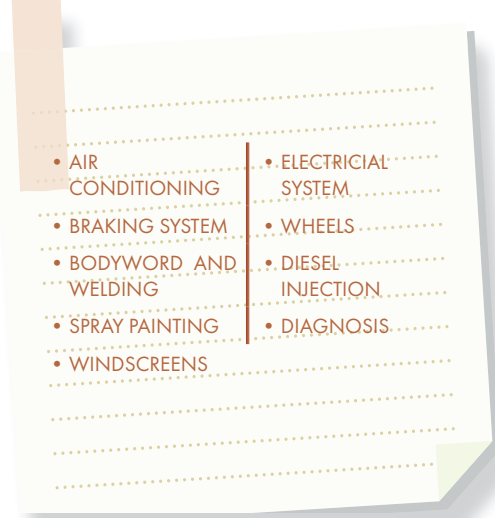 • AIR
CONDITIONING
• BRAKING SYSTEM
• BODYWORD AND
WELDING
• SPRAY PAINTING
• WINDSCREENS
• ELECTRICIAL
SYSTEM
• WHEELS
• DIESEL
INJECTION
• DIAGNOSIS